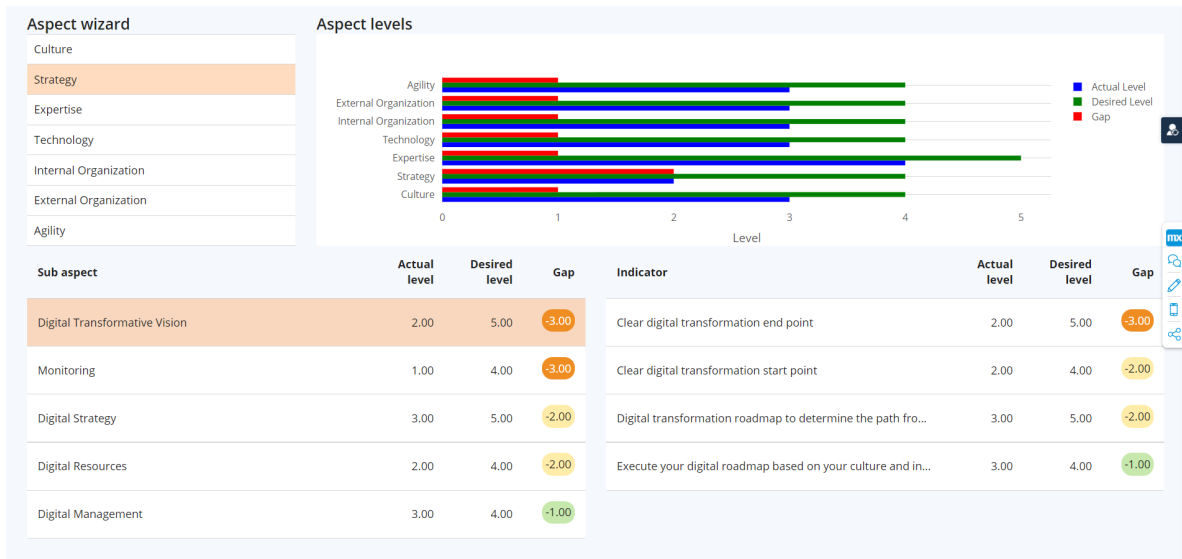 Aspect wizard
Culture
Strategy
Expertise
Technology
Internal Organization
External Organization
Agility
Aspect levels
Agility
External Organization
Internal Organization
Technology
Expertise
Strategy
Culture
0 1 2 3 4 5
Level
Actual Level
Desired Level
Gap
mx
Sub aspect Actual level Desired level Gap
Digital Transformative Vision 2.00 5.00 -3.00
Monitoring 1.00 4.00 -3.00
Digital Strategy 3.00 5.00 -2.00
Digital Resources 2.00 4.00 -2.00
Digital Management 3.00 4.00 -1.00
Indicator Actual level Desired level Gap
Clear digital transformation end point 2.00 5.00 -3.00
Clear digital transformation start point 2.00 4.00 -2.00
Digital transformation roadmap to determine the path fro... 3.00 5.00 -2.00
Execute your digital roadmap based on your culture and in... 3.00 4.00 -1.00